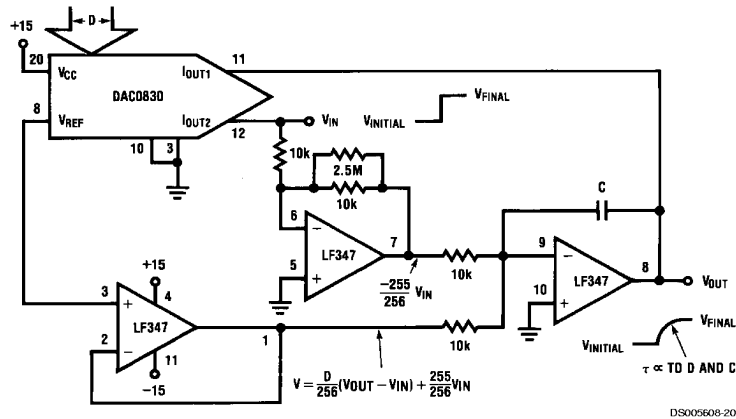 D
+15
20
VCC
IOUT1
11
DAC0830
8
VREF
IOUT2
12
VIN
VINITIAL
VFINAL
10
3
10k
2.5M
10k
C
6
−
7
5
+
LF347
10k
9
−
8
10
+
LF347
VOUT
-255/256 VIN
+15
3
+
4
LF347
1
2
−
11
-15
10k
VINITIAL
VFINAL
τ ∝ TO D AND C
V = D/256 (VOUT − VIN) + 255/256 VIN
DS005608-20